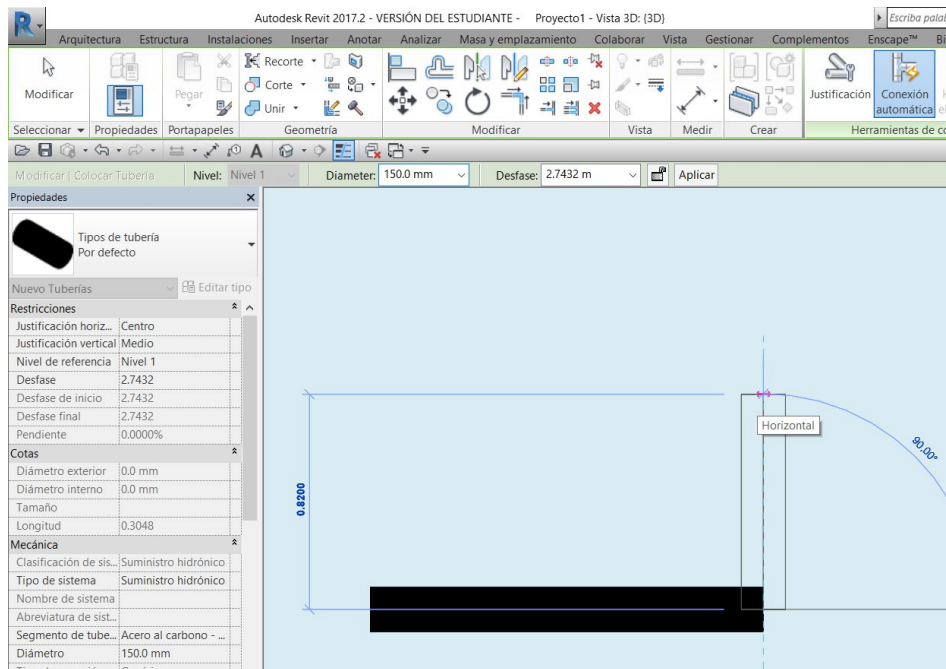 Autodesk Revit 2017.2 - VERSIÓN DEL ESTUDIANTE - Proyecto1 - Vista 3D: {3D}
Escriba pala
Arquitectura Estructura Instalaciones Insertar Anotar Analizar Masa y emplazamiento Colaborar Vista Gestionar Complementos Enscape™ Bi
Modificar
Pegar
Recorte
Corte
Unir
Justificación
Conexión
automática
Seleccionar Propiedades Portapapeles Geometría Modificar Vista Medir Crear Herramientas de co
Modificar | Colocar Tubería Nivel: Nivel 1 Diameter: 150.0 mm Desfase: 2.7432 m Aplicar
Propiedades
Tipos de tubería
Por defecto
Nuevo Tuberías Editar tipo
Restricciones
Justificación horiz... Centro
Justificación vertical Medio
Nivel de referencia Nivel 1
Desfase 2.7432
Desfase de inicio 2.7432
Desfase final 2.7432
Pendiente 0.0000%
Cotas
Diámetro exterior 0.0 mm
Diámetro interno 0.0 mm
Tamaño
Longitud 0.3048
Mecánica
Clasificación de sis... Suministro hidrónico
Tipo de sistema Suministro hidrónico
Nombre de sistema
Abreviatura de sist...
Segmento de tube... Acero al carbono - ...
Diámetro 150.0 mm
0.8200
Horizontal
90.00°